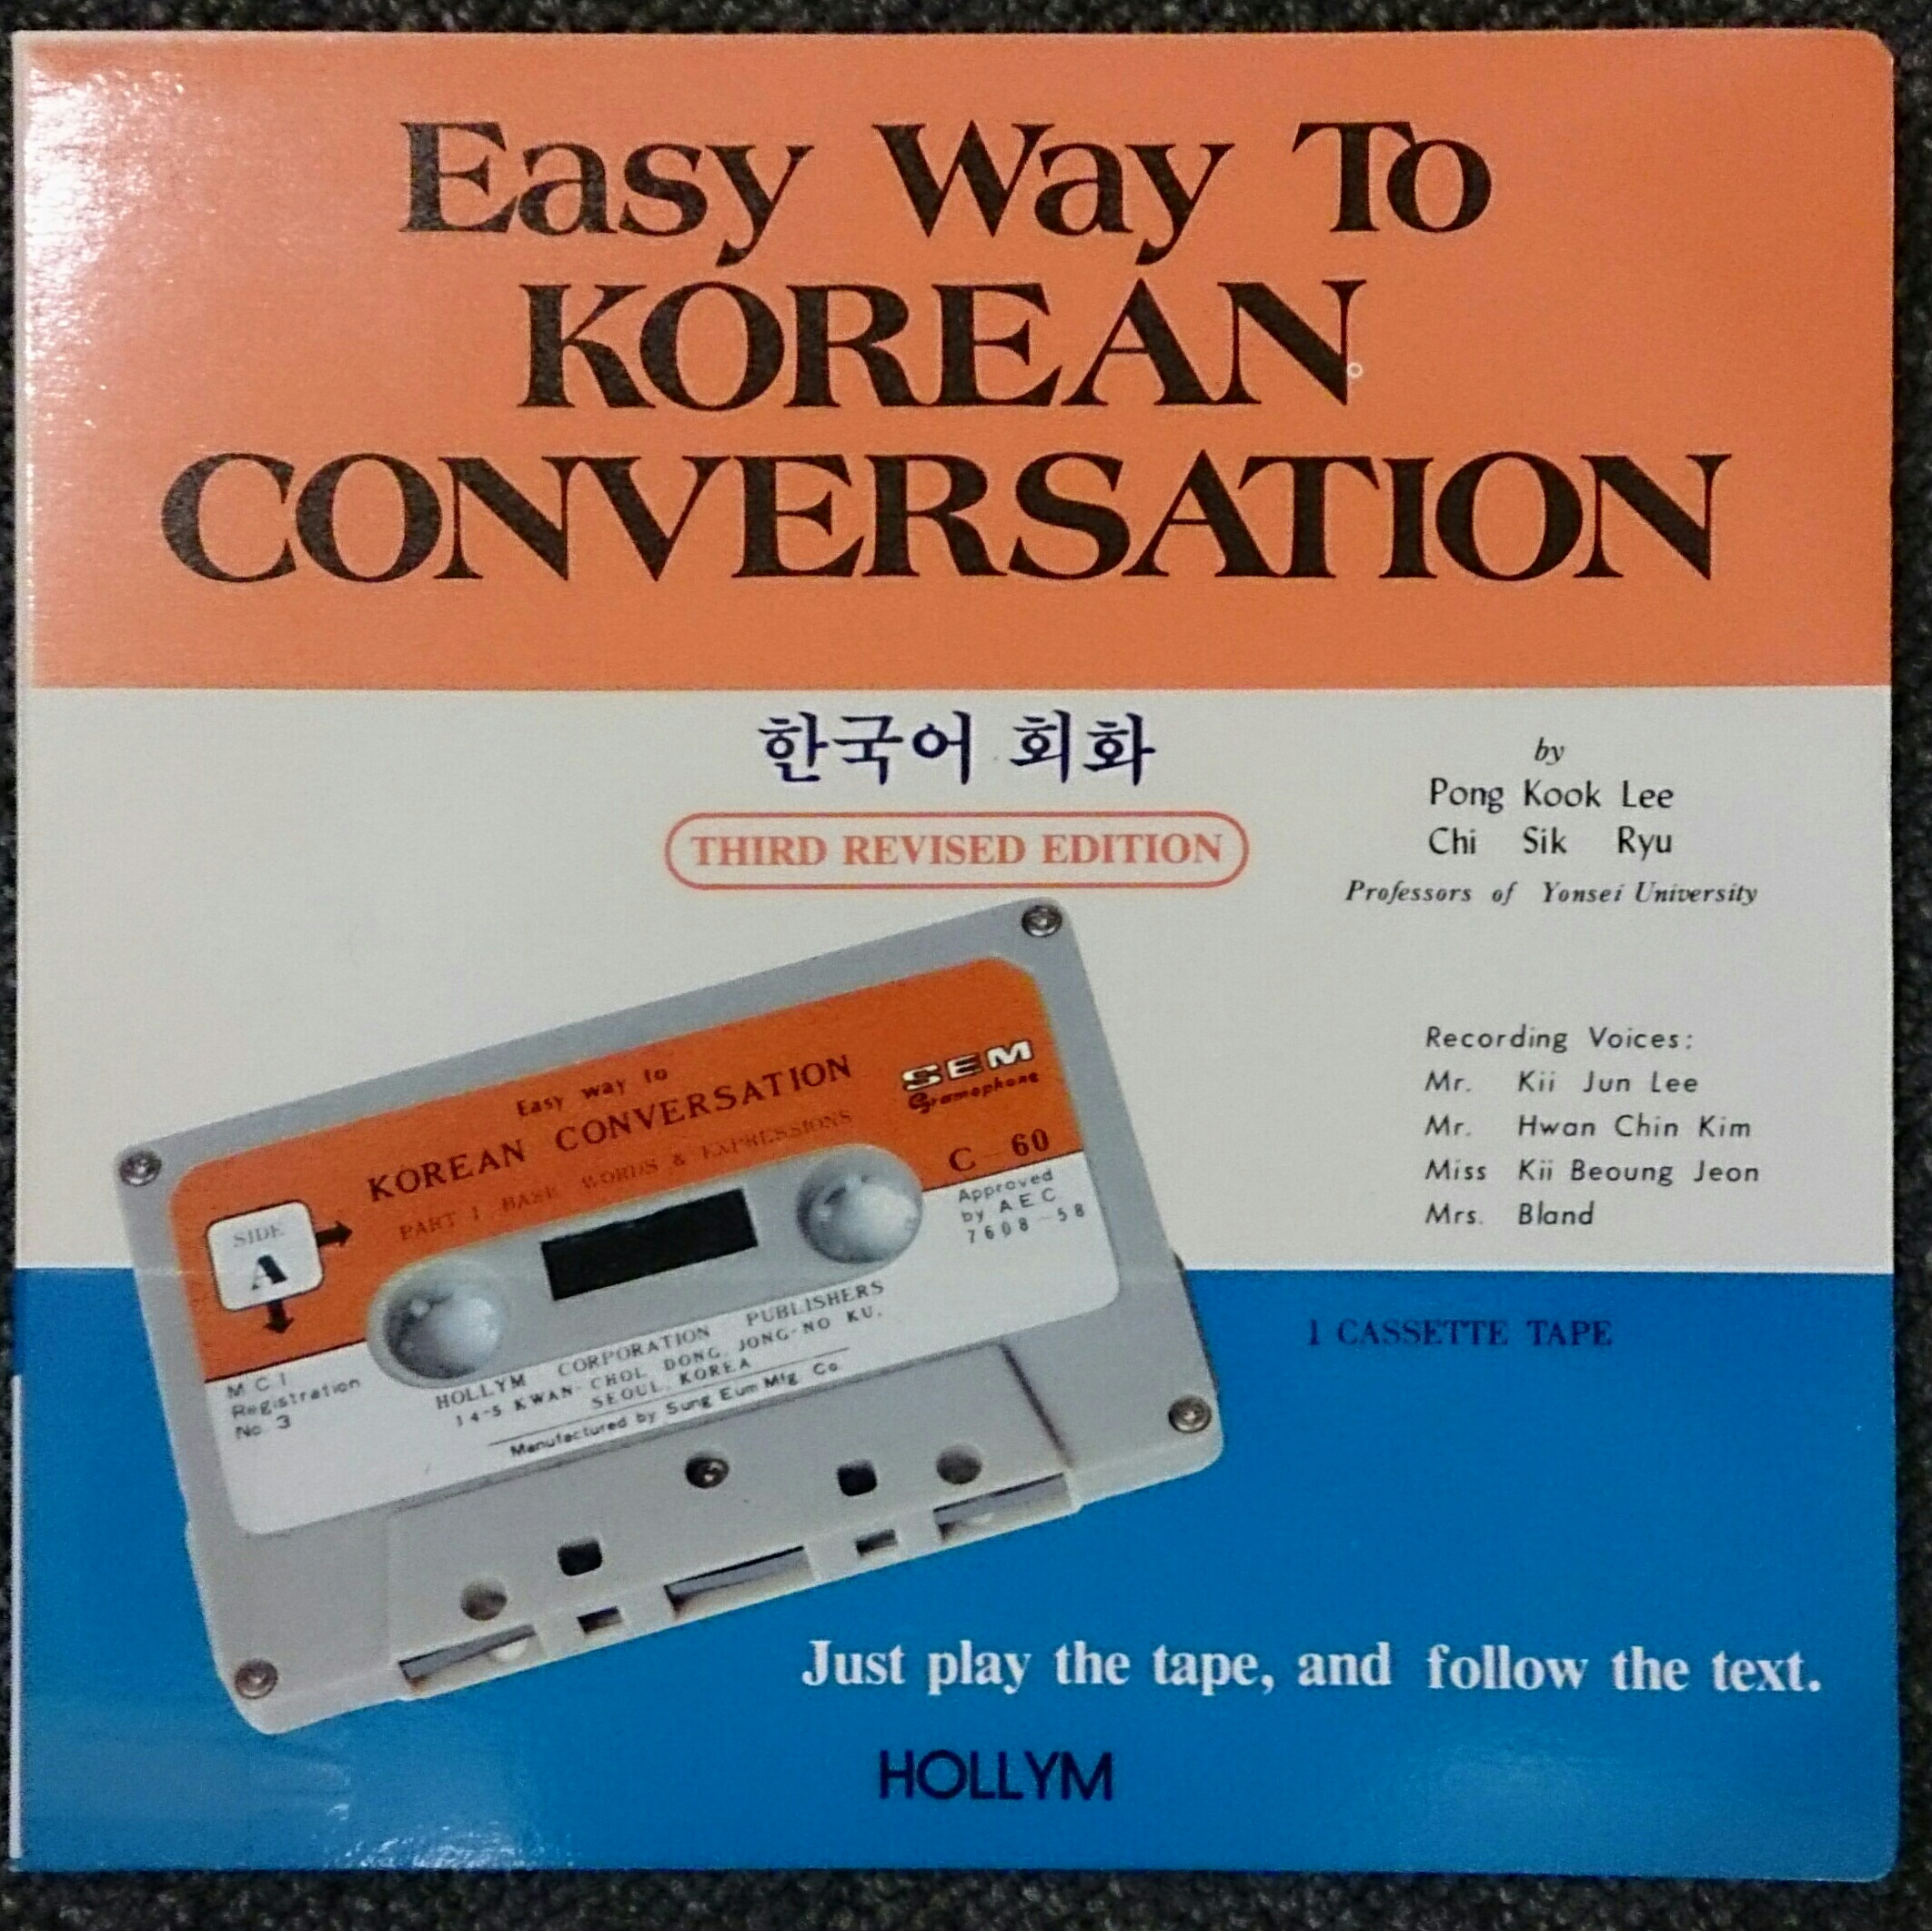 Easy Way To
KOREAN
CONVERSATION
한국어 회화
THIRD REVISED EDITION
by
Pong Kook Lee
Chi Sik Ryu
Professors of Yonsei University
Recording Voices:
Mr. Kii Jun Lee
Mr. Hwan Chin Kim
Miss Kii Beoung Jeon
Mrs. Bland
Easy way to
KOREAN CONVERSATION
PART I BASIC WORDS & EXPRESSIONS
SEM
Gramophone
C-60
Approved
by A E C
7608-58
SIDE
A
M C I
Registration
No. 3
HOLLYM CORPORATION PUBLISHERS
14-5 KWAN-CHOL DONG, JONG-NO KU,
SEOUL, KOREA
Manufactured by Sung Eum Mfg. Co.
1 CASSETTE TAPE
Just play the tape, and follow the text.
HOLLYM